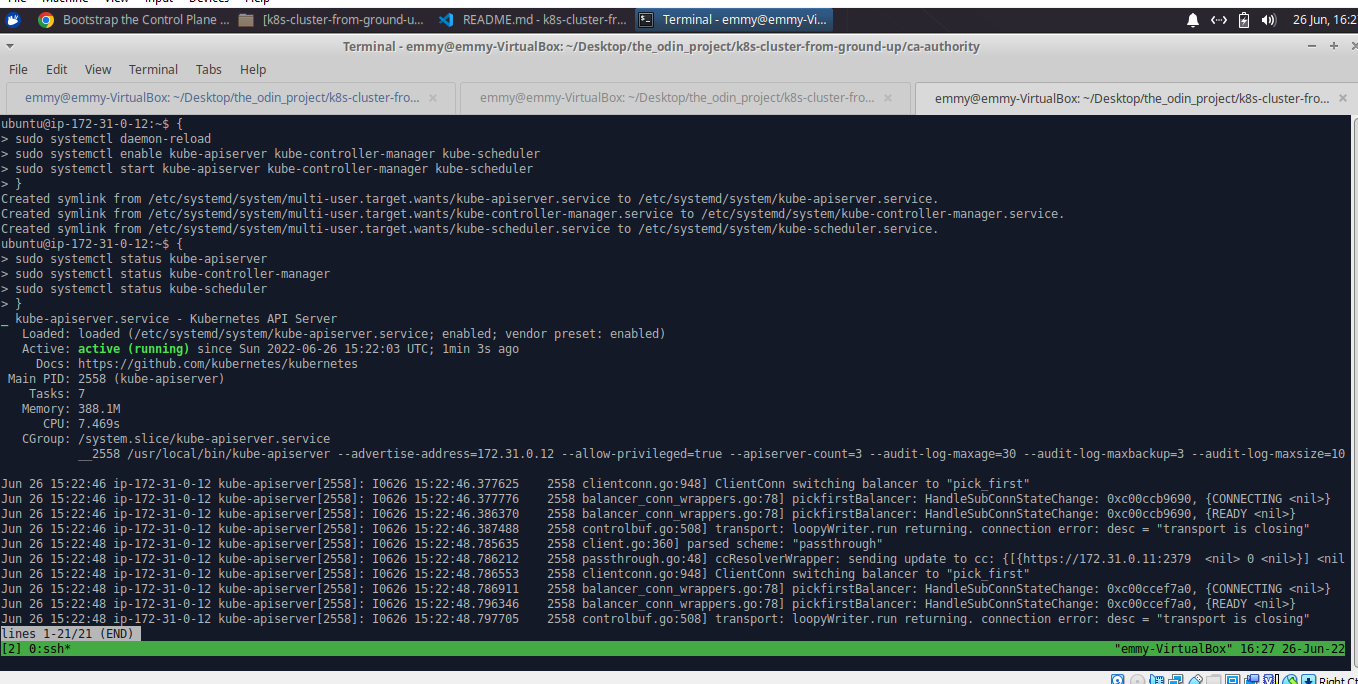 Machine View Input Devices Help
Bootstrap the Control Plane ... [k8s-cluster-from-ground-u... README.md - k8s-cluster-fr... Terminal - emmy@emmy-Vi... 26 Jun, 16:2
Terminal - emmy@emmy-VirtualBox: ~/Desktop/the_odin_project/k8s-cluster-from-ground-up/ca-authority
File Edit View Terminal Tabs Help
emmy@emmy-VirtualBox: ~/Desktop/the_odin_project/k8s-cluster-fro... emmy@emmy-VirtualBox: ~/Desktop/the_odin_project/k8s-cluster-fro... emmy@emmy-VirtualBox: ~/Desktop/the_odin_project/k8s-cluster-fro...
ubuntu@ip-172-31-0-12:~$ {
> sudo systemctl daemon-reload
> sudo systemctl enable kube-apiserver kube-controller-manager kube-scheduler
> sudo systemctl start kube-apiserver kube-controller-manager kube-scheduler
> }
Created symlink from /etc/systemd/system/multi-user.target.wants/kube-apiserver.service to /etc/systemd/system/kube-apiserver.service.
Created symlink from /etc/systemd/system/multi-user.target.wants/kube-controller-manager.service to /etc/systemd/system/kube-controller-manager.service.
Created symlink from /etc/systemd/system/multi-user.target.wants/kube-scheduler.service to /etc/systemd/system/kube-scheduler.service.
ubuntu@ip-172-31-0-12:~$ {
> sudo systemctl status kube-apiserver
> sudo systemctl status kube-controller-manager
> sudo systemctl status kube-scheduler
> }
_ kube-apiserver.service - Kubernetes API Server
Loaded: loaded (/etc/systemd/system/kube-apiserver.service; enabled; vendor preset: enabled)
Active: active (running) since Sun 2022-06-26 15:22:03 UTC; 1min 3s ago
Docs: https://github.com/kubernetes/kubernetes
Main PID: 2558 (kube-apiserver)
Tasks: 7
Memory: 388.1M
CPU: 7.469s
CGroup: /system.slice/kube-apiserver.service
__2558 /usr/local/bin/kube-apiserver --advertise-address=172.31.0.12 --allow-privileged=true --apiserver-count=3 --audit-log-maxage=30 --audit-log-maxbackup=3 --audit-log-maxsize=10
Jun 26 15:22:46 ip-172-31-0-12 kube-apiserver[2558]: I0626 15:22:46.377625 2558 clientconn.go:948] ClientConn switching balancer to "pick_first"
Jun 26 15:22:46 ip-172-31-0-12 kube-apiserver[2558]: I0626 15:22:46.377776 2558 balancer_conn_wrappers.go:78] pickfirstBalancer: HandleSubConnStateChange: 0xc00ccb9690, {CONNECTING <nil>}
Jun 26 15:22:46 ip-172-31-0-12 kube-apiserver[2558]: I0626 15:22:46.386370 2558 balancer_conn_wrappers.go:78] pickfirstBalancer: HandleSubConnStateChange: 0xc00ccb9690, {READY <nil>}
Jun 26 15:22:46 ip-172-31-0-12 kube-apiserver[2558]: I0626 15:22:46.387488 2558 controlbuf.go:508] transport: loopyWriter.run returning. connection error: desc = "transport is closing"
Jun 26 15:22:48 ip-172-31-0-12 kube-apiserver[2558]: I0626 15:22:48.785635 2558 client.go:360] parsed scheme: "passthrough"
Jun 26 15:22:48 ip-172-31-0-12 kube-apiserver[2558]: I0626 15:22:48.786212 2558 passthrough.go:48] ccResolverWrapper: sending update to cc: {[{https://172.31.0.11:2379 <nil> 0 <nil>}] <nil
Jun 26 15:22:48 ip-172-31-0-12 kube-apiserver[2558]: I0626 15:22:48.786553 2558 clientconn.go:948] ClientConn switching balancer to "pick_first"
Jun 26 15:22:48 ip-172-31-0-12 kube-apiserver[2558]: I0626 15:22:48.786911 2558 balancer_conn_wrappers.go:78] pickfirstBalancer: HandleSubConnStateChange: 0xc00ccef7a0, {CONNECTING <nil>}
Jun 26 15:22:48 ip-172-31-0-12 kube-apiserver[2558]: I0626 15:22:48.796346 2558 balancer_conn_wrappers.go:78] pickfirstBalancer: HandleSubConnStateChange: 0xc00ccef7a0, {READY <nil>}
Jun 26 15:22:48 ip-172-31-0-12 kube-apiserver[2558]: I0626 15:22:48.797705 2558 controlbuf.go:508] transport: loopyWriter.run returning. connection error: desc = "transport is closing"
lines 1-21/21 (END)
[2] 0:ssh* "emmy-VirtualBox" 16:27 26-Jun-22
Right Ct